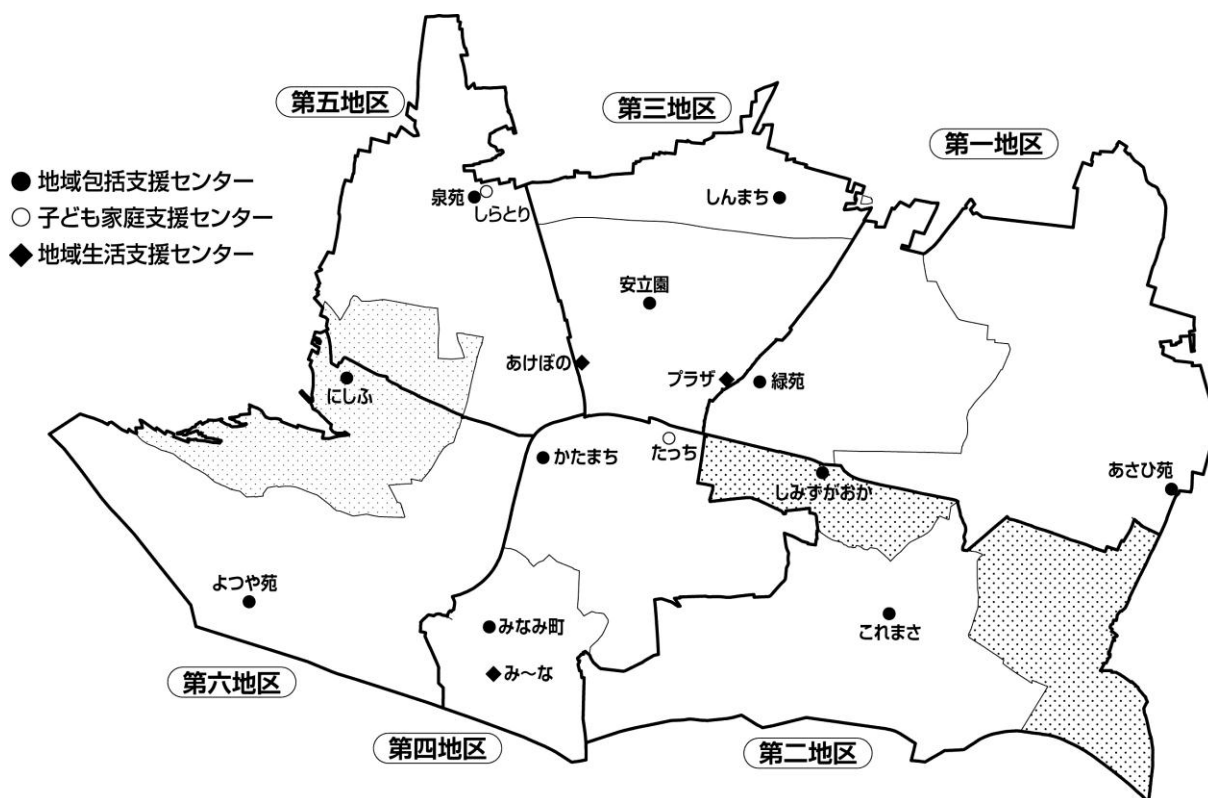 第五地区
第三地区
第一地区
●地域包括支援センター
○子ども家庭支援センター
◆地域生活支援センター
泉苑
しらとり
しんまち
安立園
あけぼの
プラザ
緑苑
にしふ
かたまち
たっち
しみずがおか
あさひ苑
よつや苑
みなみ町
み～な
これまさ
第六地区
第四地区
第二地区